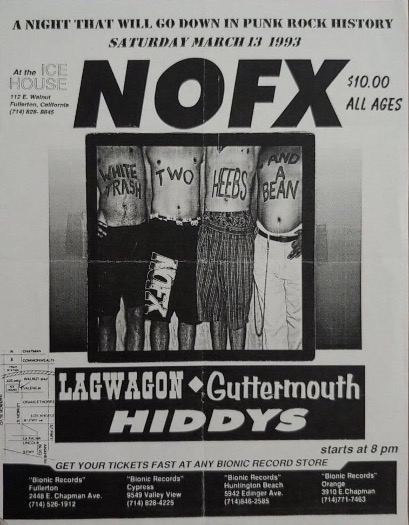 A NIGHT THAT WILL GO DOWN IN PUNK ROCK HISTORY
SATURDAY MARCH 13 1993
At the ICE HOUSE
112 E. Walnut
Fullerton, California
(714) 828- 8845
NOFX
$10.00
ALL AGES
WHITE TRASH
TWO
HEEBS
AND A BEAN
NOFX
LAGWAGON ◆ Guttermouth
HIDDYS
starts at 8 pm
GET YOUR TICKETS FAST AT ANY BIONIC RECORD STORE
"Bionic Records"
Fullerton
2448 E. Chapman Ave.
(714) 526-1912
"Bionic Records"
Cypress
9549 Valley View
(714) 828-4225
"Bionic Records"
Huntington Beach
5942 Edinger Ave.
(714)846-2585
"Bionic Records"
Orange
3910 E.Chapman
(714)771-7463